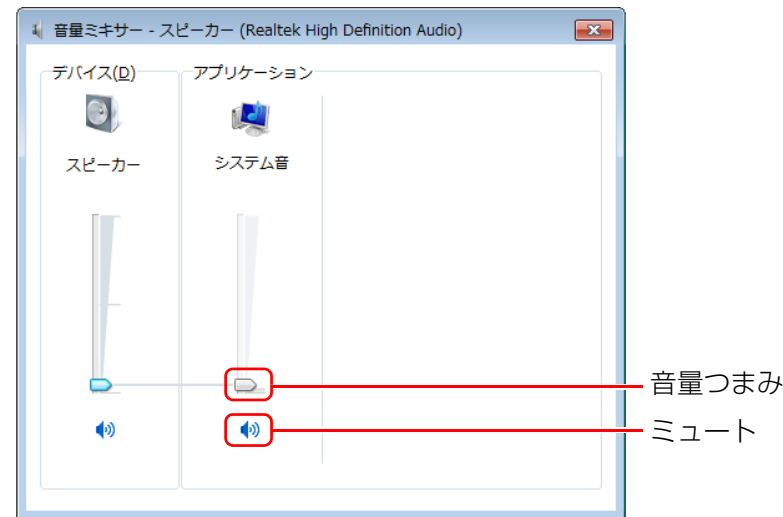 音量ミキサー - スピーカー (Realtek High Definition Audio)
デバイス(D)
アプリケーション
スピーカー
システム音
音量つまみ
ミュート